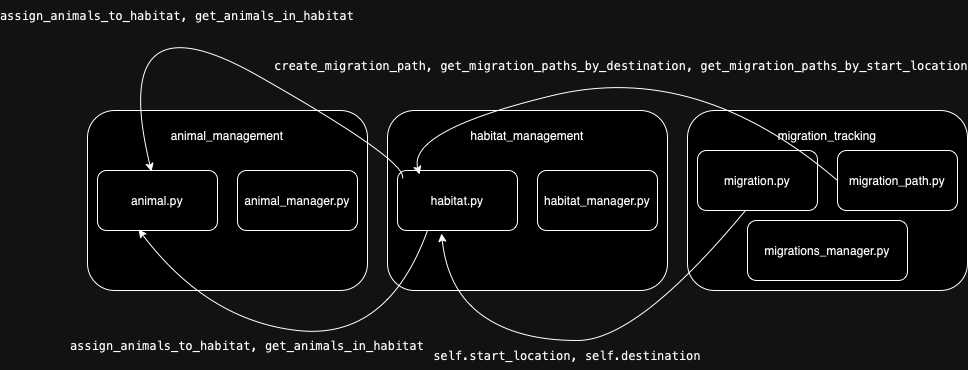 assign_animals_to_habitat, get_animals_in_habitat
create_migration_path, get_migration_paths_by_destination, get_migration_paths_by_start_location
animal_management
habitat_management
migration_tracking
animal.py
animal_manager.py
habitat.py
habitat_manager.py
migration.py
migration_path.py
migrations_manager.py
assign_animals_to_habitat, get_animals_in_habitat
self.start_location, self.destination